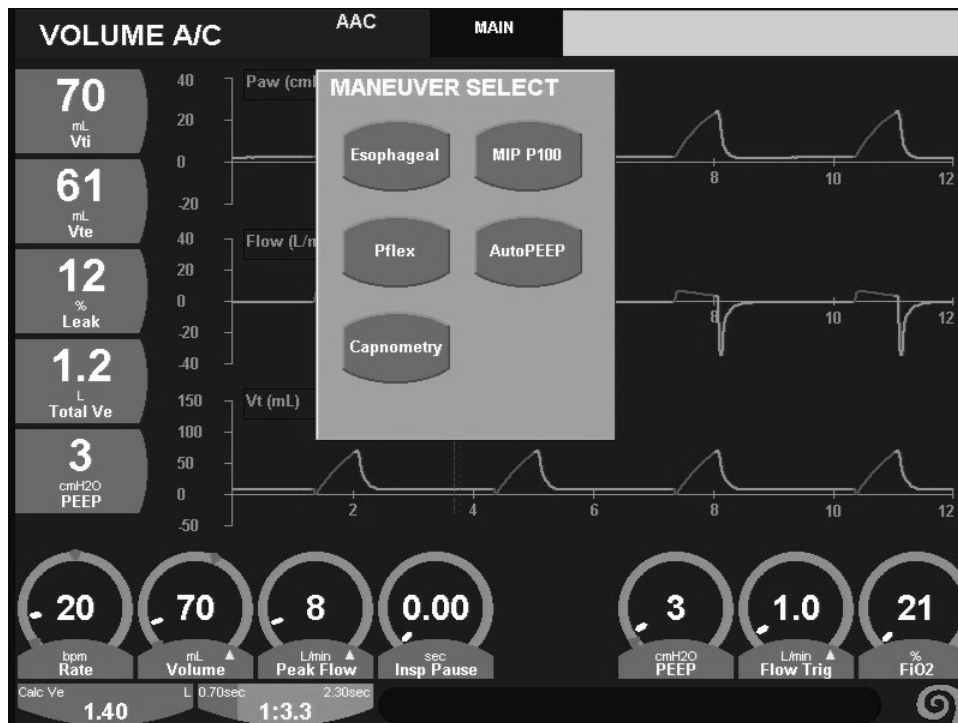 VOLUME A/C
AAC
MAIN
70
mL
Vti
61
mL
Vte
12
%
Leak
1.2
L
Total Ve
3
cmH2O
PEEP
40
20
0
-20
Paw (cm
8
10
12
40
20
0
-20
-40
Flow (L/
8
10
12
150
100
50
0
-50
Vt (mL)
2
4
6
8
10
12
MANEUVER SELECT
Esophageal
MIP P100
Pflex
AutoPEEP
Capnometry
20
bpm
Rate
70
mL
Volume
8
L/min
Peak Flow
0.00
sec
Insp Pause
3
cmH2O
PEEP
1.0
L/min
Flow Trig
21
%
FiO2
Calc Ve
L
1.40
0.70sec
2.30sec
1:3.3